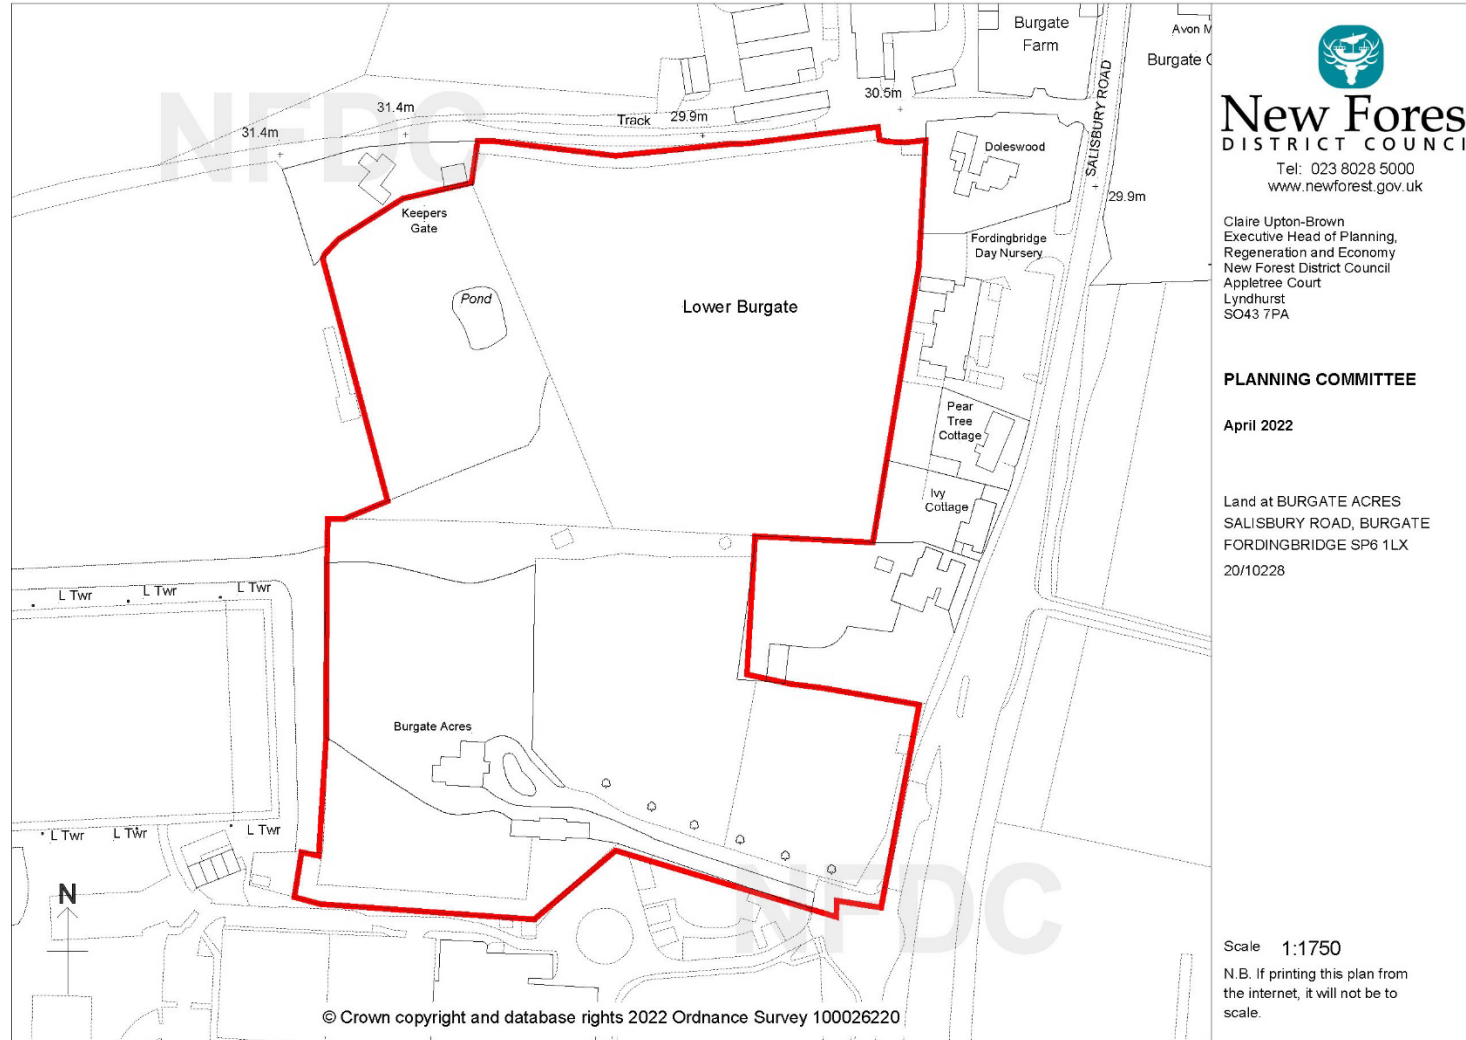 NFDC
Burgate
Farm
Avon M
Burgate
SALISBURY ROAD
30.5m
31.4m
Track
29.9m
31.4m
Doleswood
29.9m
Keepers
Gate
Fordingbridge
Day Nursery
Pond
Lower Burgate
Pear
Tree
Cottage
Ivy
Cottage
L Twr
L Twr
L Twr
Burgate Acres
L Twr
L Twr
L Twr
N
NFDC
© Crown copyright and database rights 2022 Ordnance Survey 100026220
New Fores
DISTRICT COUNCI
Tel: 023 8028 5000
www.newforest.gov.uk
Claire Upton-Brown
Executive Head of Planning,
Regeneration and Economy
New Forest District Council
Appletree Court
Lyndhurst
SO43 7PA
PLANNING COMMITTEE
April 2022
Land at BURGATE ACRES
SALISBURY ROAD, BURGATE
FORDINGBRIDGE SP6 1LX
20/10228
Scale 1:1750
N.B. If printing this plan from
the internet, it will not be to
scale.